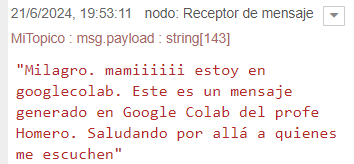 21/6/2024, 19:53:11 nodo: Receptor de mensaje
MiTopico : msg.payload : string[143]
"Milagro. mamiiiiii estoy en
googlecolab. Este es un mensaje
generado en Google Colab del profe
Homero. Saludando por allá a quienes
me escuchen"